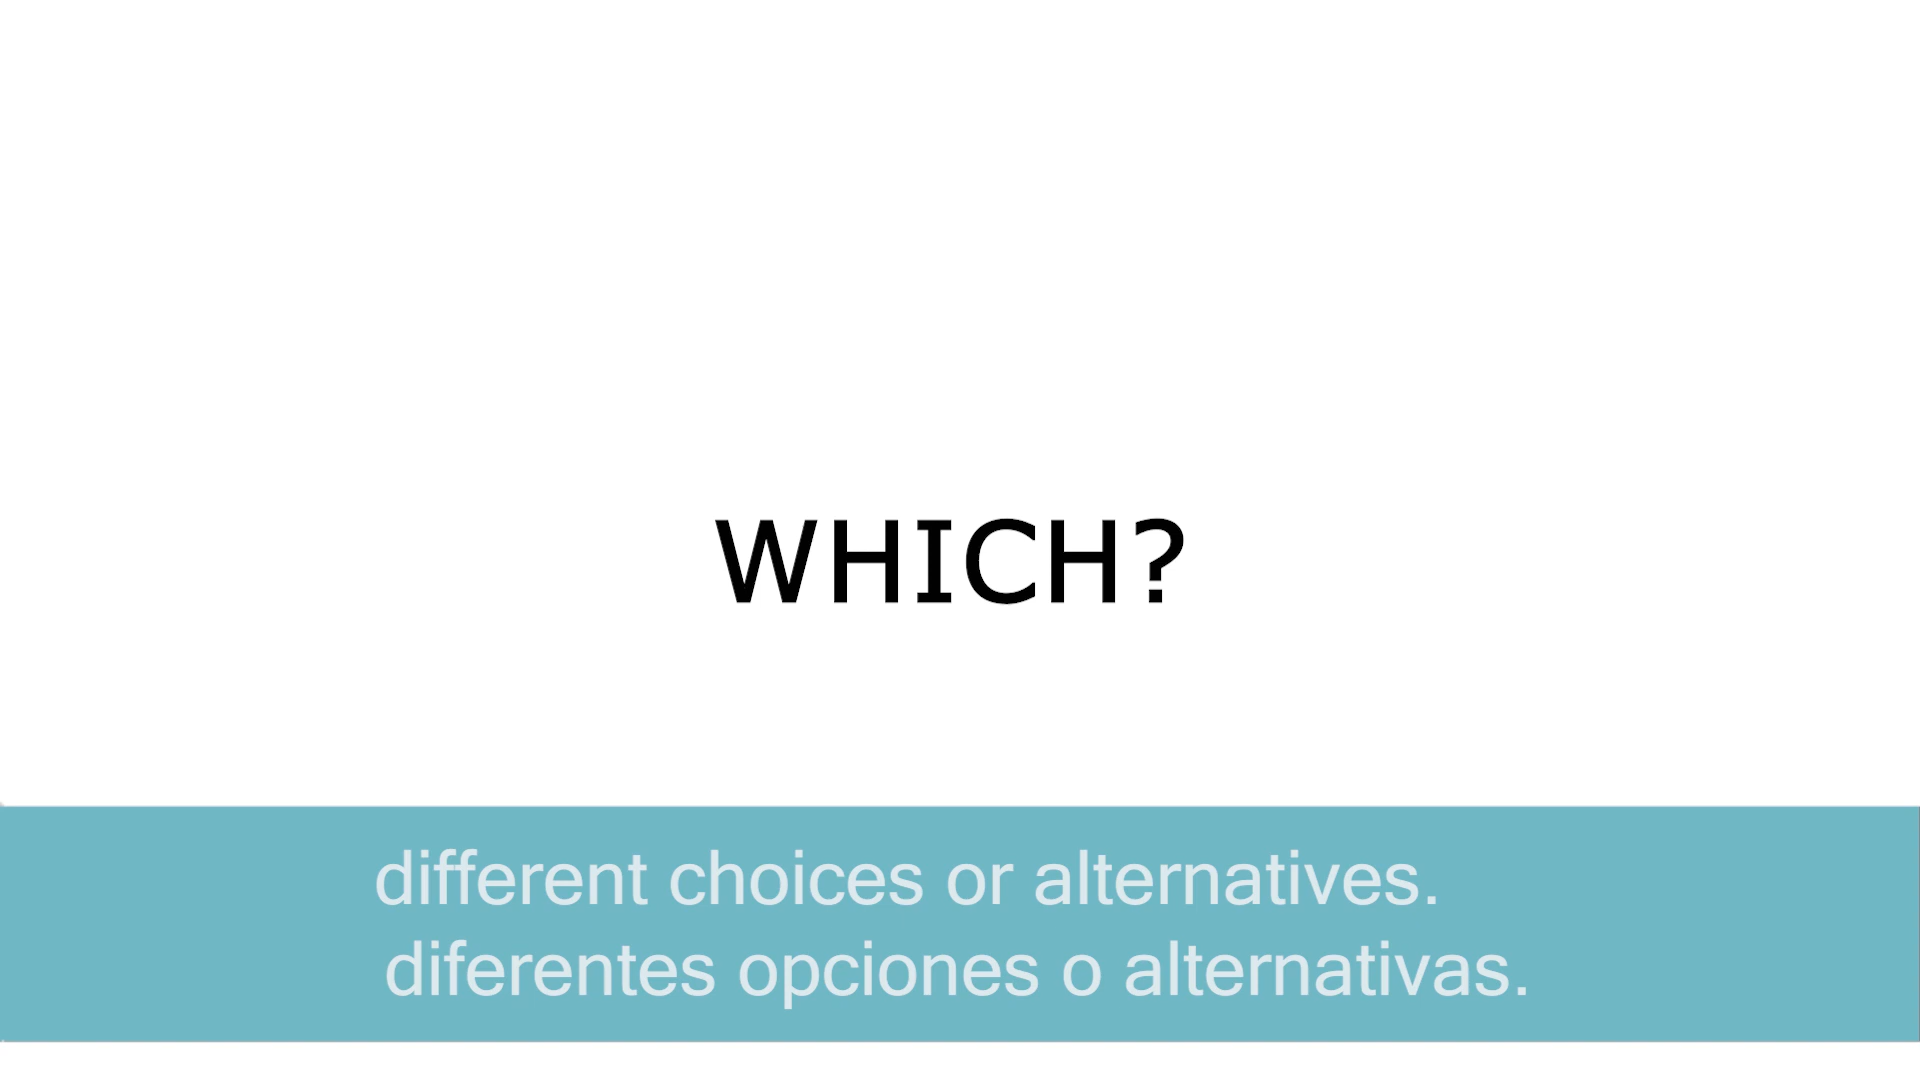 WHICH?
different choices or alternatives.
diferentes opciones o alternativas.